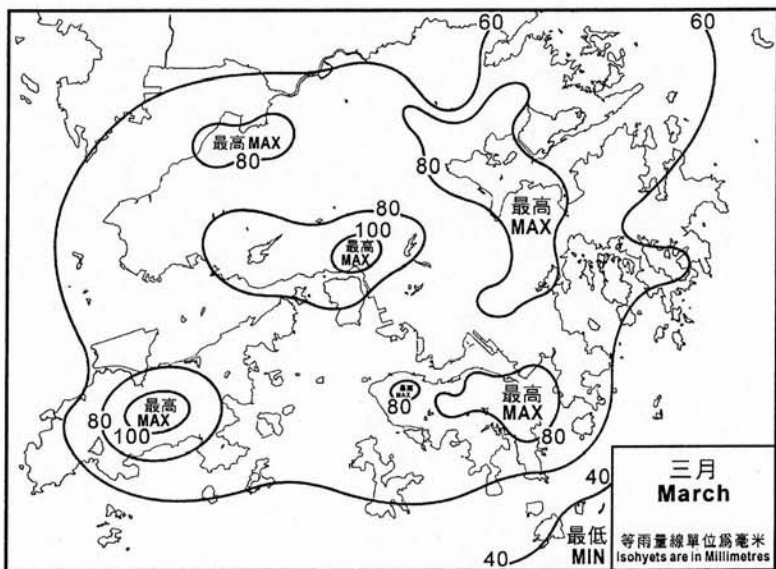 60
60
最高 MAX
80
80
最高
MAX
80
100
最高
MAX
最高
MAX
80
100
最高
MAX
80
最高
MAX
80
40
最低
MIN
40
三月
March
等雨量線單位爲毫米
Isohyets are in Millimetres